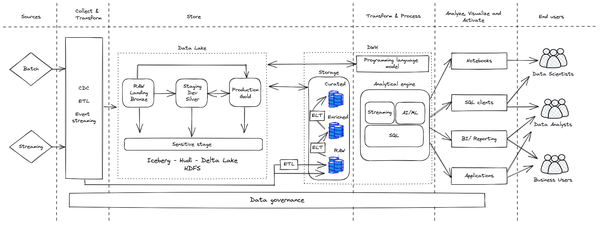 Sources
Collect &
Transform
Store
Transform & Process
Analyze, Visualize and
Activate
End users
Data Lake
DWH
Batch
Streaming
CDC
ETL
Event
streaming
RAW
Landing
Bronze
Staging
Dev
Silver
Production
Gold
Sensitive stage
Iceberg - Hudi - Delta Lake
HDFS
Storage
Curated
ELT
Enriched
ELT
RAW
ETL
Programming language
model
Analytical engine
Streaming
AI/ML
SQL
Notebooks
SQL clients
BI/ Reporting
Applications
Data Scientists
Data Analysts
Business Users
Data governance